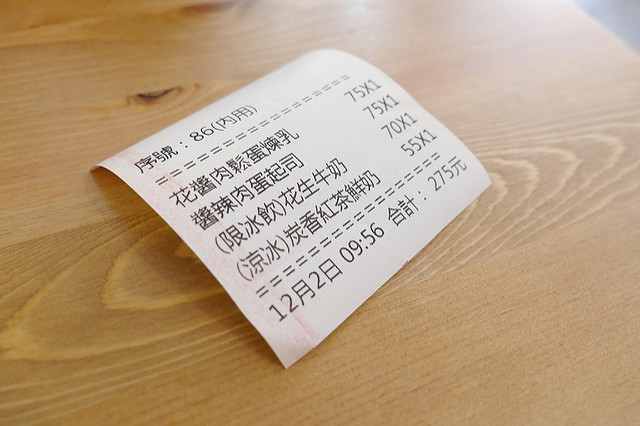 序號：86(內用)
==================
花醬肉鬆蛋煉乳 75X1
醬辣肉蛋起司 75X1
(限冰飲)花生牛奶 70X1
(涼冰)炭香紅茶鮮奶 55X1
==================
12月2日 09:56 合計：275元